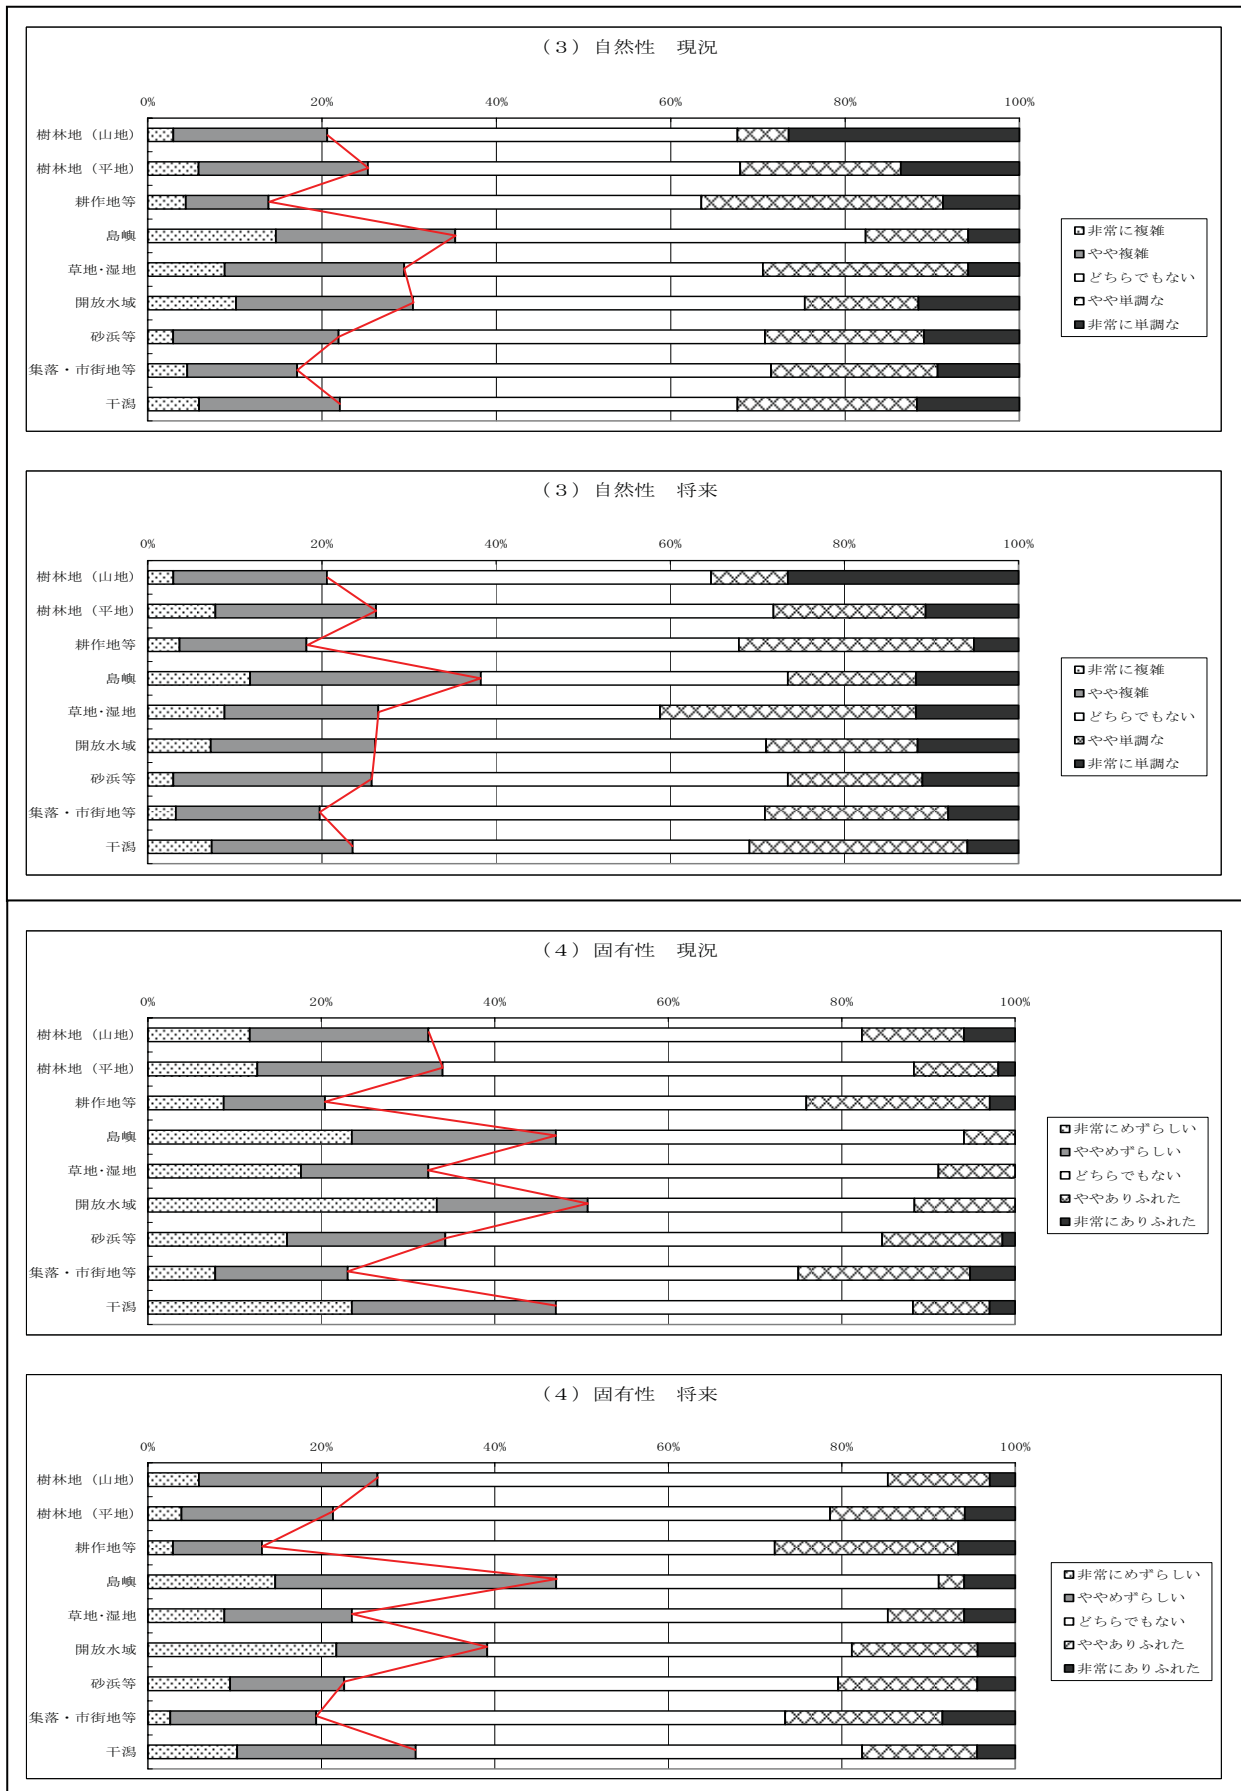 （3）自然性　現況
0% 20% 40% 60% 80% 100%
樹林地（山地）
樹林地（平地）
耕作地等
島嶼
草地･湿地
開放水域
砂浜等
集落・市街地等
干潟
非常に複雑
やや複雑
どちらでもない
やや単調な
非常に単調な
（3）自然性　将来
0% 20% 40% 60% 80% 100%
樹林地（山地）
樹林地（平地）
耕作地等
島嶼
草地･湿地
開放水域
砂浜等
集落・市街地等
干潟
非常に複雑
やや複雑
どちらでもない
やや単調な
非常に単調な
（4）固有性　現況
0% 20% 40% 60% 80% 100%
樹林地（山地）
樹林地（平地）
耕作地等
島嶼
草地･湿地
開放水域
砂浜等
集落・市街地等
干潟
非常にめずらしい
ややめずらしい
どちらでもない
ややありふれた
非常にありふれた
（4）固有性　将来
0% 20% 40% 60% 80% 100%
樹林地（山地）
樹林地（平地）
耕作地等
島嶼
草地･湿地
開放水域
砂浜等
集落・市街地等
干潟
非常にめずらしい
ややめずらしい
どちらでもない
ややありふれた
非常にありふれた